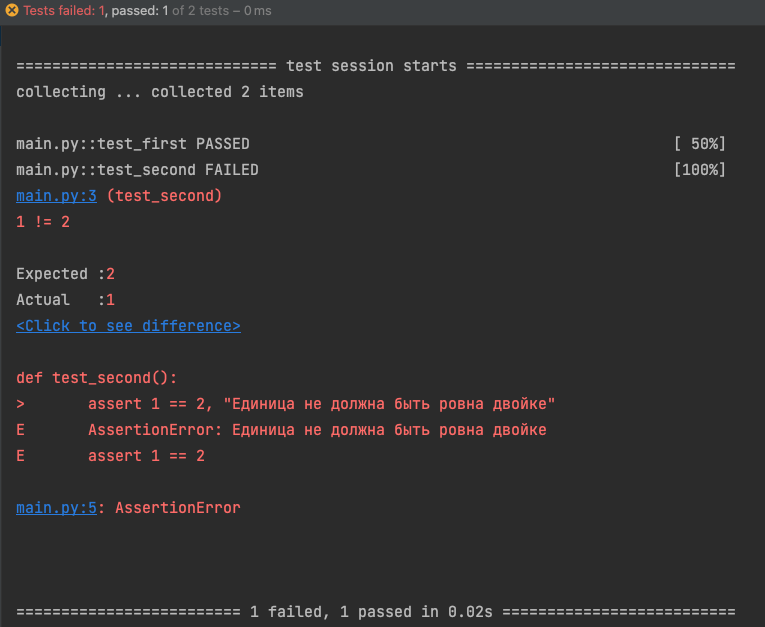 Tests failed: 1, passed: 1 of 2 tests – 0 ms
============================= test session starts ==============================
collecting ... collected 2 items
main.py::test_first PASSED [ 50%]
main.py::test_second FAILED [100%]
main.py:3 (test_second)
1 != 2
Expected :2
Actual :1
<Click to see difference>
def test_second():
> assert 1 == 2, "Единица не должна быть ровна двойке"
E AssertionError: Единица не должна быть ровна двойке
E assert 1 == 2
main.py:5: AssertionError
========================= 1 failed, 1 passed in 0.02s ==========================